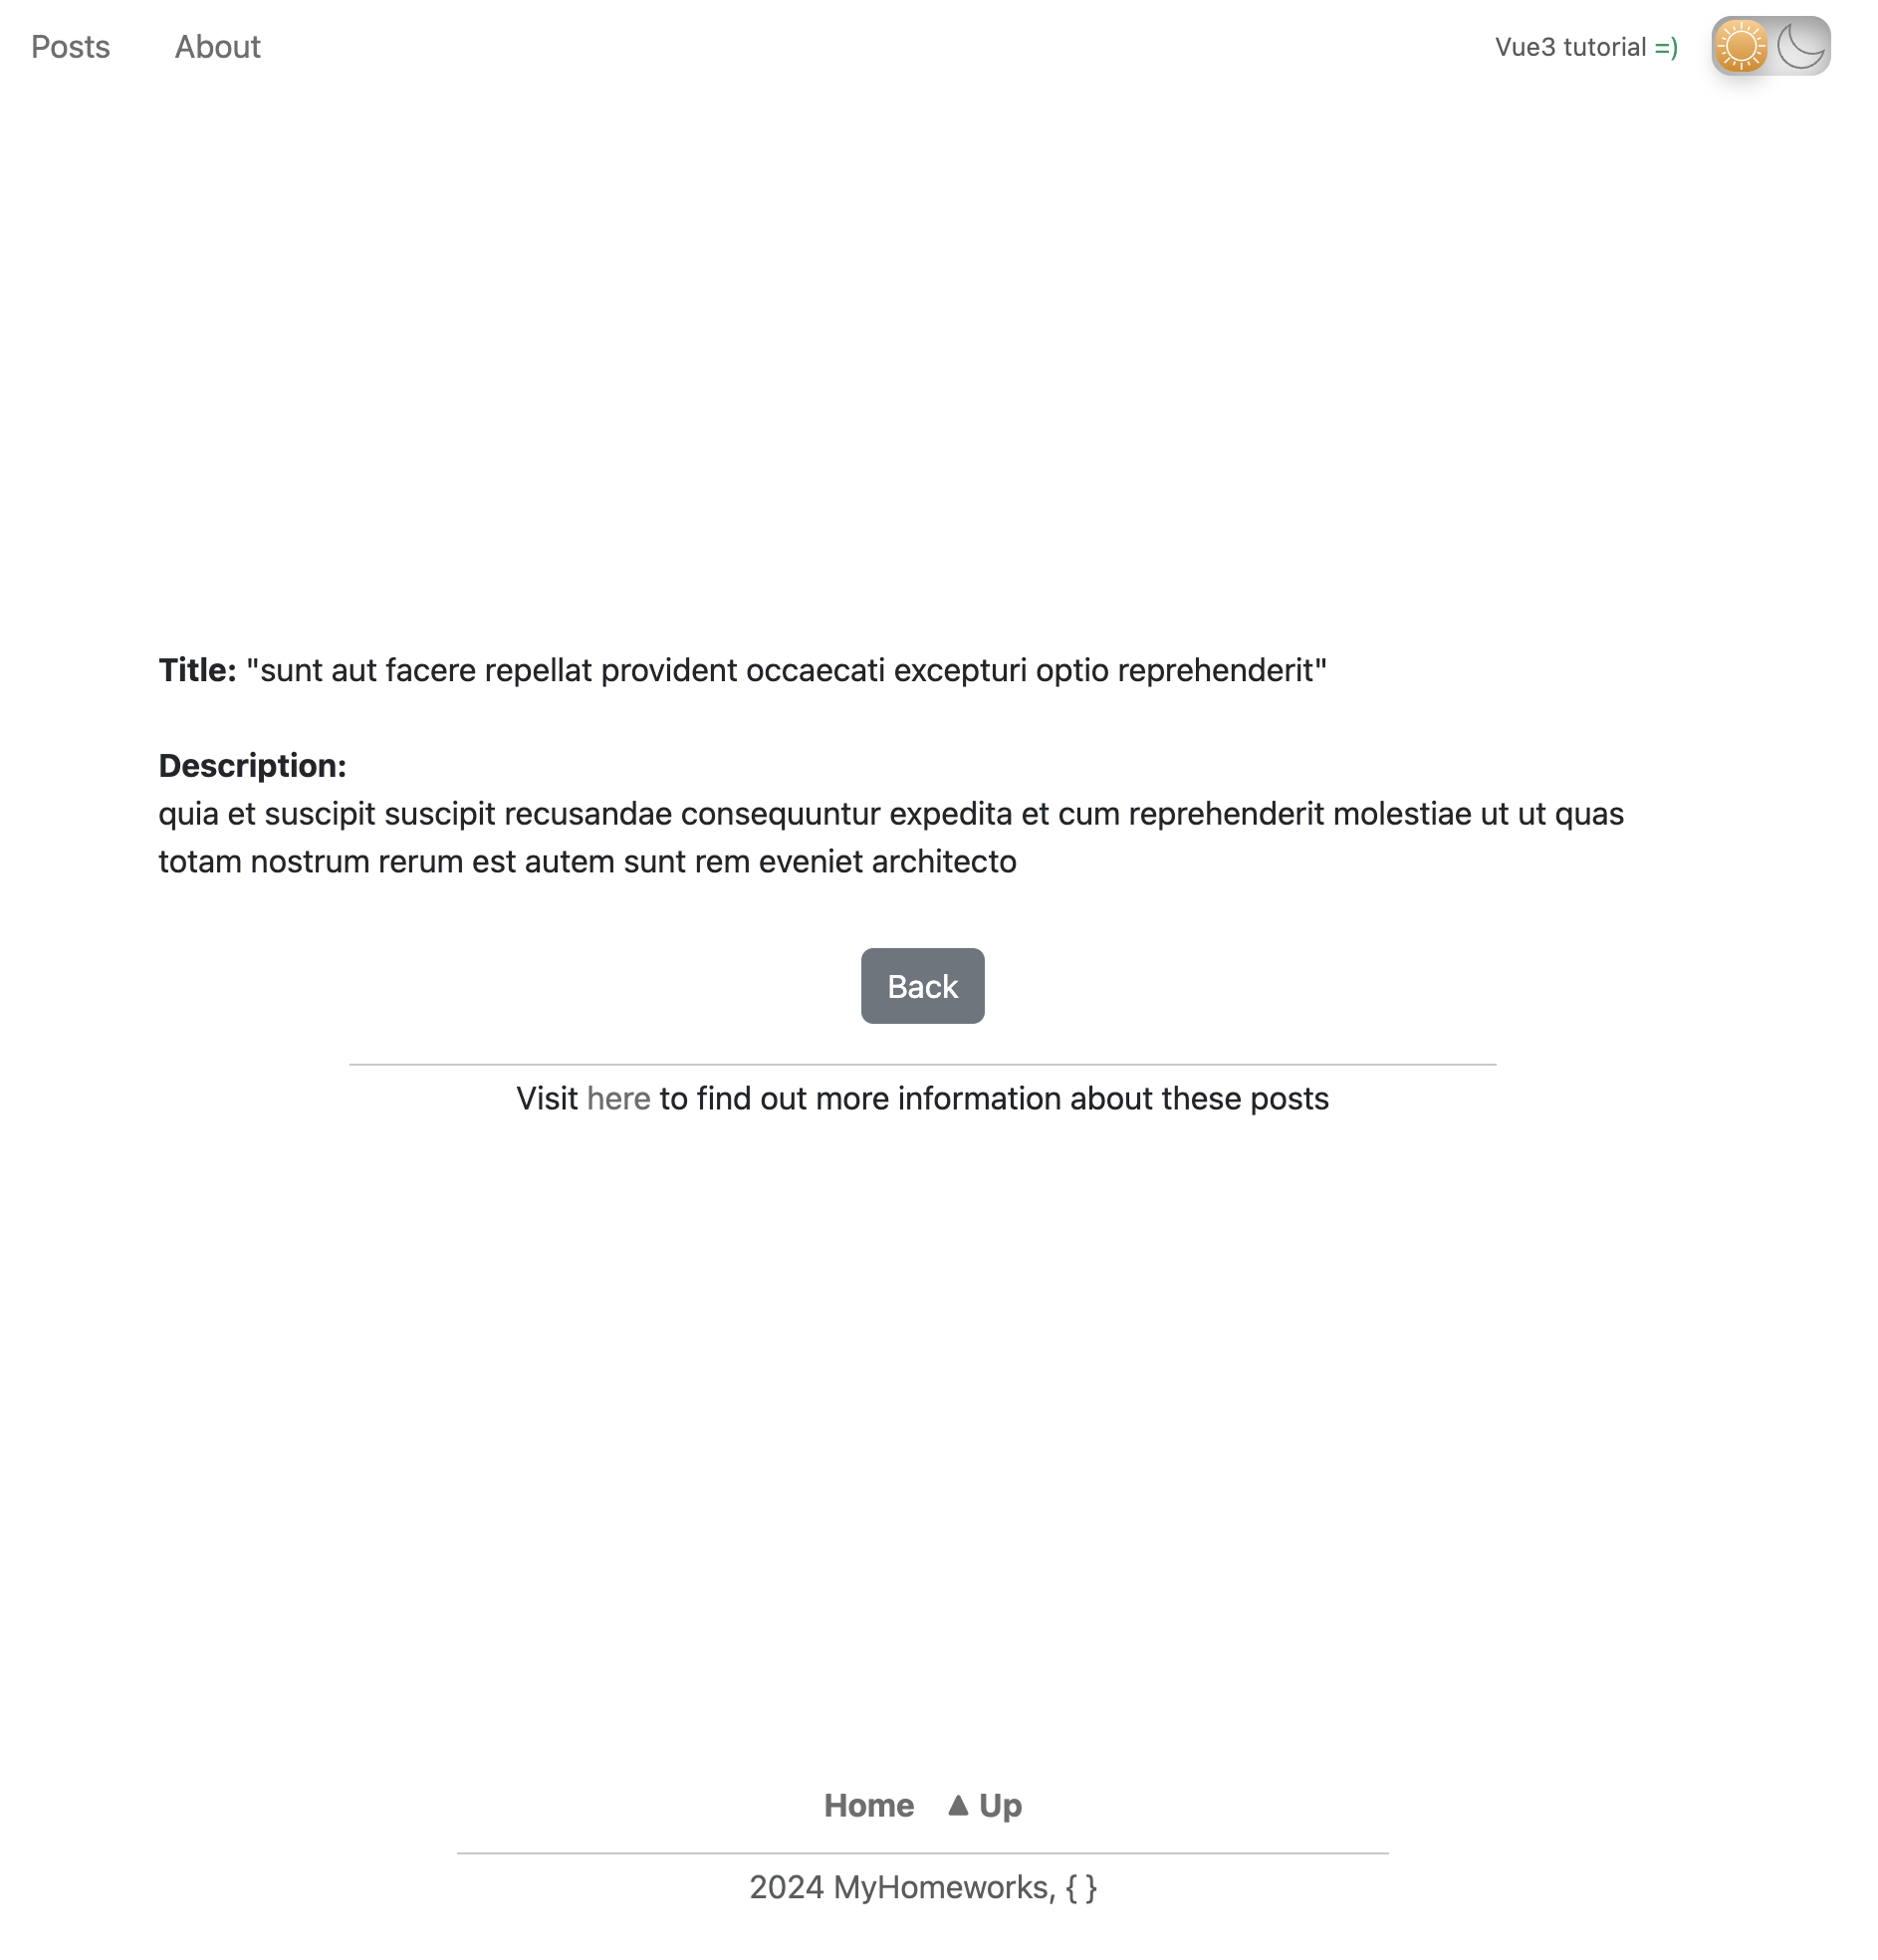 Posts About Vue3 tutorial =)
Title: "sunt aut facere repellat provident occaecati excepturi optio reprehenderit"
Description:
quia et suscipit suscipit recusandae consequuntur expedita et cum reprehenderit molestiae ut ut quas
totam nostrum rerum est autem sunt rem eveniet architecto
Back
Visit here to find out more information about these posts
Home ▲ Up
2024 MyHomeworks, { }